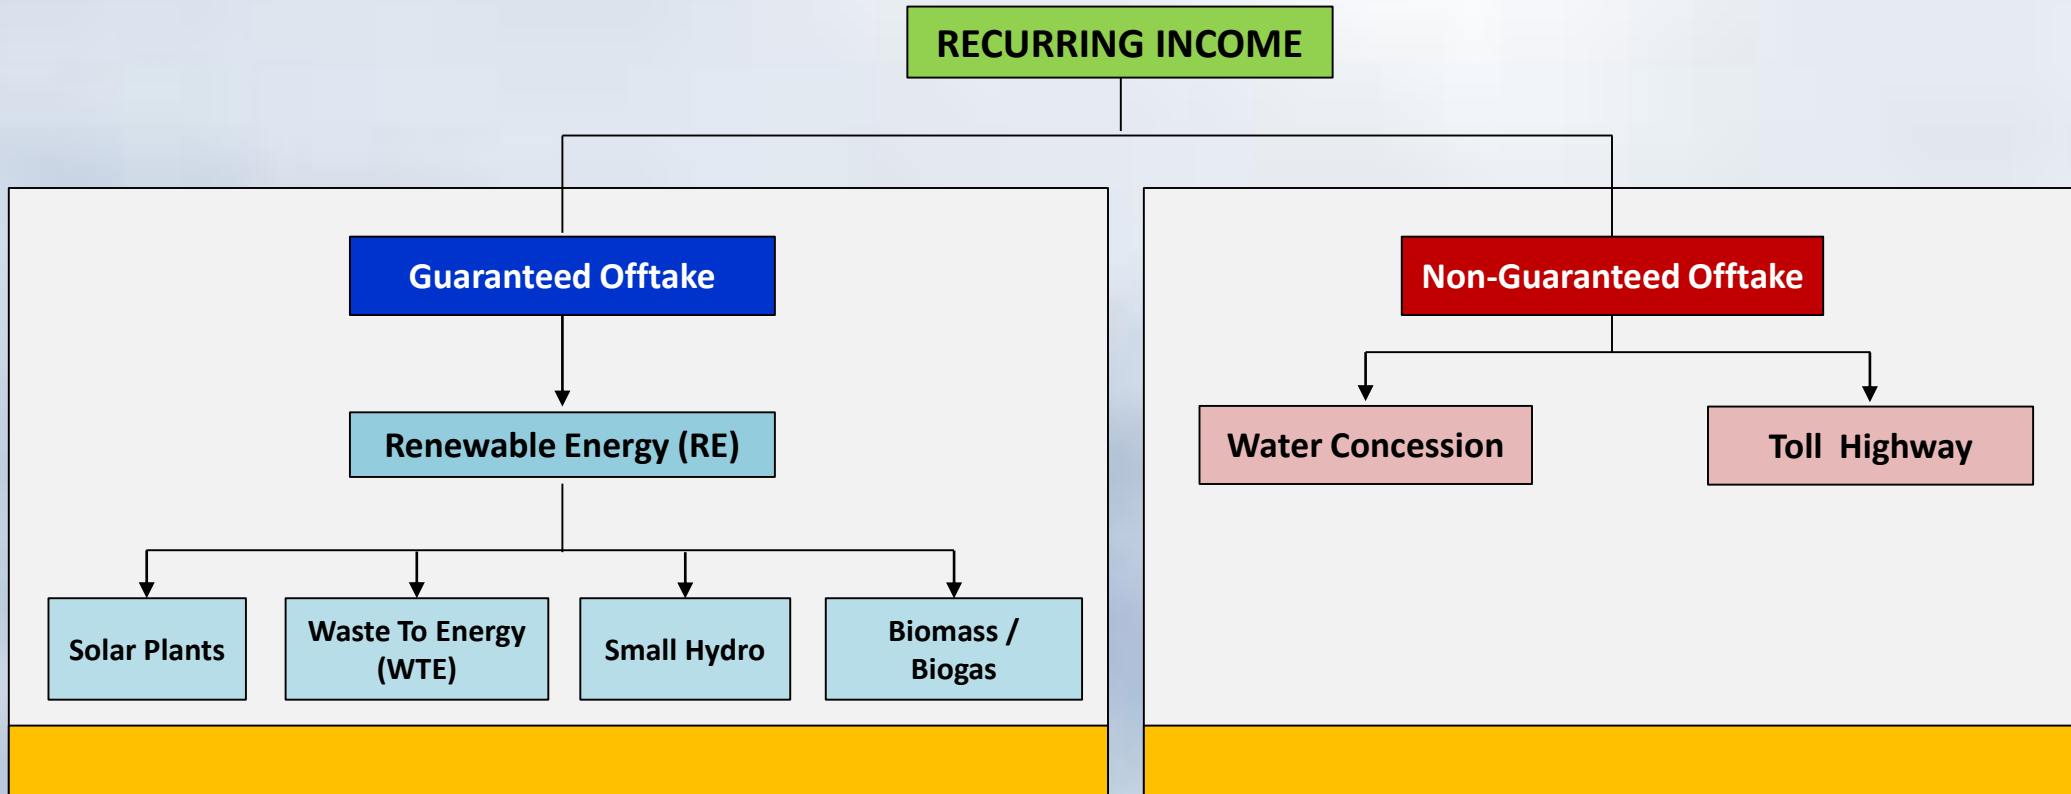 RECURRING INCOME
Guaranteed Offtake
Non-Guaranteed Offtake
Renewable Energy (RE)
Water Concession
Toll Highway
Solar Plants
Waste To Energy
(WTE)
Small Hydro
Biomass /
Biogas